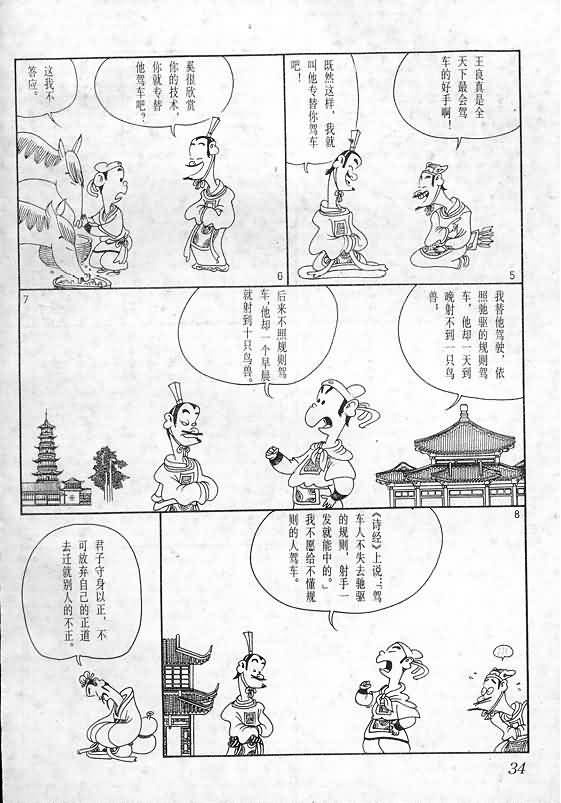 王良真是全
天下最会驾
车的好手啊！
既然这样，我就
叫他专替你驾车
吧！
5
奚很欣赏
你的技术，
你就专替
他驾车吧？
这我不
答应。
6
我替他驾驶，依
照驰驱的规则驾
车，他却一天到
晚射不到一只鸟
兽。
后来不照规则驾
车，他却一个早晨
就射到十只鸟兽。
7
《诗经》上说：『驾
车人不失去驰驱
的规则，射手一
发就能中的。』
我不愿给不懂规
则的人驾车。
8
君子守身以正，不
可放弃自己的正道
去迁就别人的不正。
34